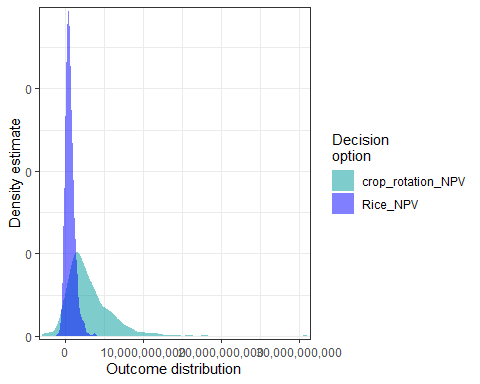 Density estimate
0
0
0
0
0 10,000,000,000 20,000,000,000 30,000,000,000
Outcome distribution
Decision
option
crop_rotation_NPV
Rice_NPV